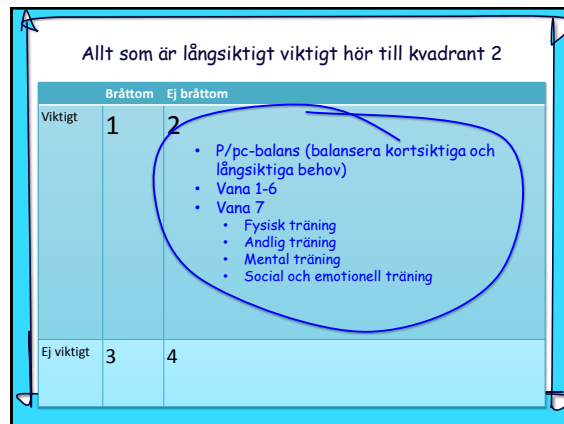 Allt som är långsiktigt viktigt hör till kvadrant 2
Bråttom Ej bråttom
Viktigt 1 2
• P/pc-balans (balansera kortsiktiga och
långsiktiga behov)
• Vana 1-6
• Vana 7
• Fysisk träning
• Andlig träning
• Mental träning
• Social och emotionell träning
Ej viktigt 3 4